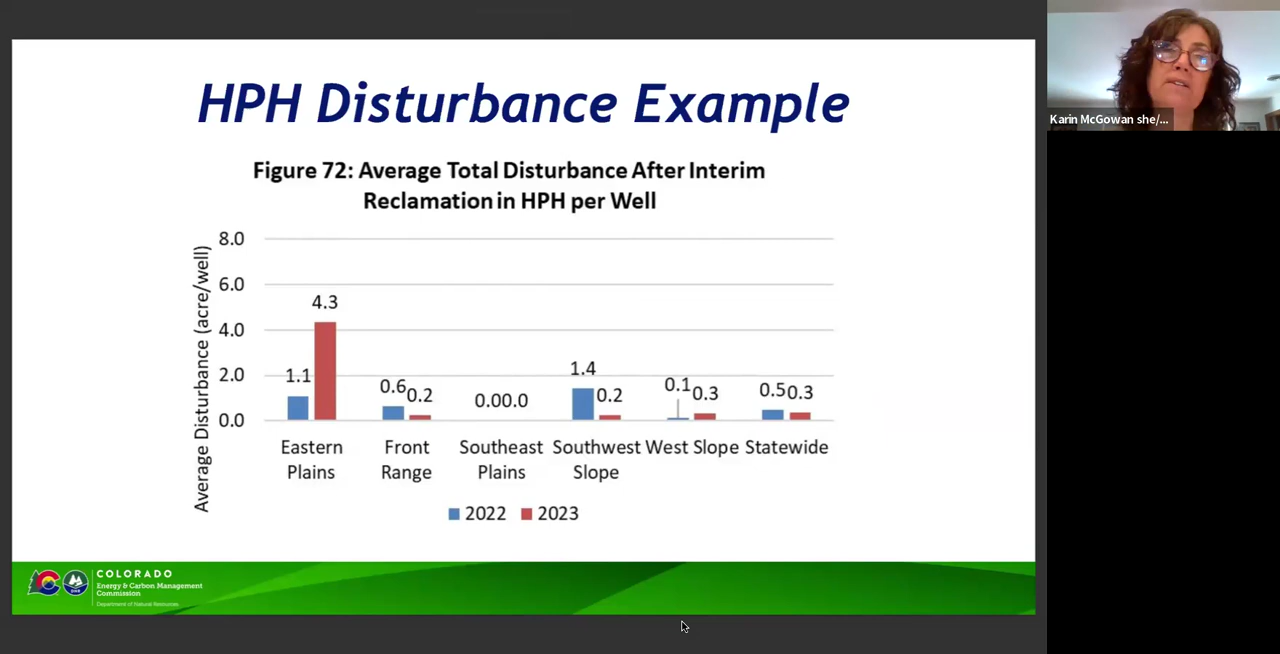 HPH Disturbance Example
Figure 72: Average Total Disturbance After Interim
Reclamation in HPH per Well
Average Disturbance (acre/well)
8.0
6.0
4.0
2.0
0.0
1.1
4.3
0.6
0.2
0.0
0.0
1.4
0.2
0.1
0.3
0.5
0.3
Eastern
Plains
Front
Range
Southeast
Plains
Southwest
Slope
West Slope
Statewide
2022
2023
COLORADO
Energy & Carbon Management
Commission
Department of Natural Resources
Karin McGowan she/...